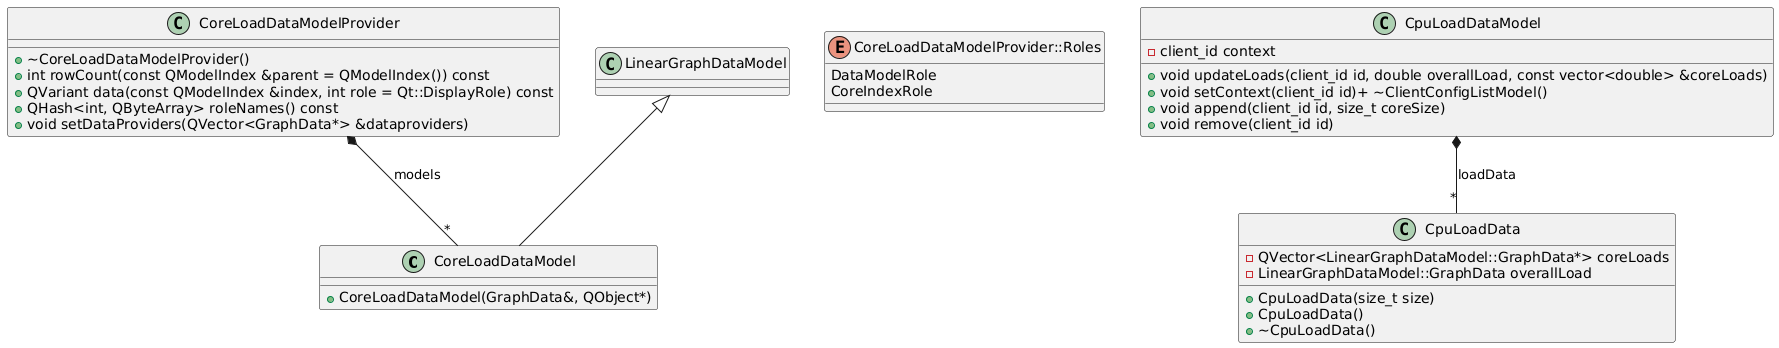 C CoreLoadDataModelProvider
~CoreLoadDataModelProvider()
int rowCount(const QModelIndex &parent = QModelIndex()) const
QVariant data(const QModelIndex &index, int role = Qt::DisplayRole) const
QHash<int, QByteArray> roleNames() const
void setDataProviders(QVector<GraphData*> &dataproviders)
C LinearGraphDataModel
E CoreLoadDataModelProvider::Roles
DataModelRole
CoreIndexRole
C CpuLoadDataModel
client_id context
void updateLoads(client_id id, double overallLoad, const vector<double> &coreLoads)
void setContext(client_id id)+ ~ClientConfigListModel()
void append(client_id id, size_t coreSize)
void remove(client_id id)
models
*
loadData
*
C CoreLoadDataModel
CoreLoadDataModel(GraphData&, QObject*)
C CpuLoadData
QVector<LinearGraphDataModel::GraphData*> coreLoads
LinearGraphDataModel::GraphData overallLoad
CpuLoadData(size_t size)
CpuLoadData()
~CpuLoadData()